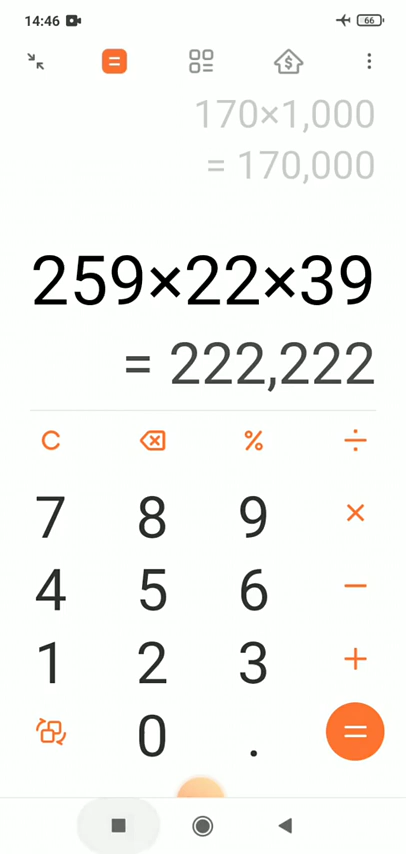 14:46 66
170×1,000
= 170,000
259×22×39
= 222,222
C % ÷
7 8 9 ×
4 5 6 −
1 2 3 +
0 . =